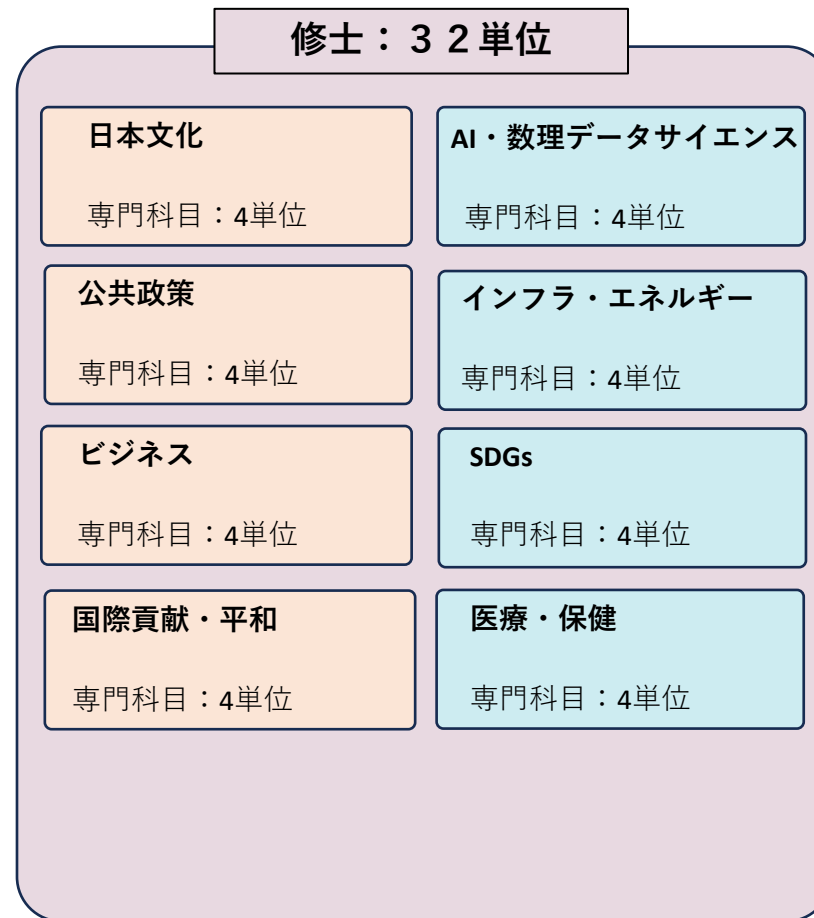 修士：３２単位
日本文化
専門科目：4単位
AI・数理データサイエンス
専門科目：4単位
公共政策
専門科目：4単位
インフラ・エネルギー
専門科目：4単位
ビジネス
専門科目：4単位
SDGs
専門科目：4単位
国際貢献・平和
専門科目：4単位
医療・保健
専門科目：4単位